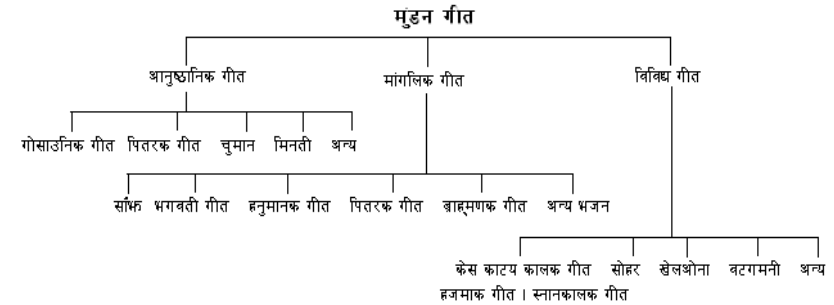 मुंडन गीत
आनुष्ठानिक गीत मांगलिक गीत विविध गीत
गोसाउनिक गीत पितरक गीत चुमान मिनती अन्य
साँझ भगवती गीत हनुमानक गीत पितरक गीत ब्राह्मणक गीत अन्य भजन
केस काटय कालक गीत सोहर खेलओना वटगमनी अन्य
हजमाक गीत । स्नानकालक गीत